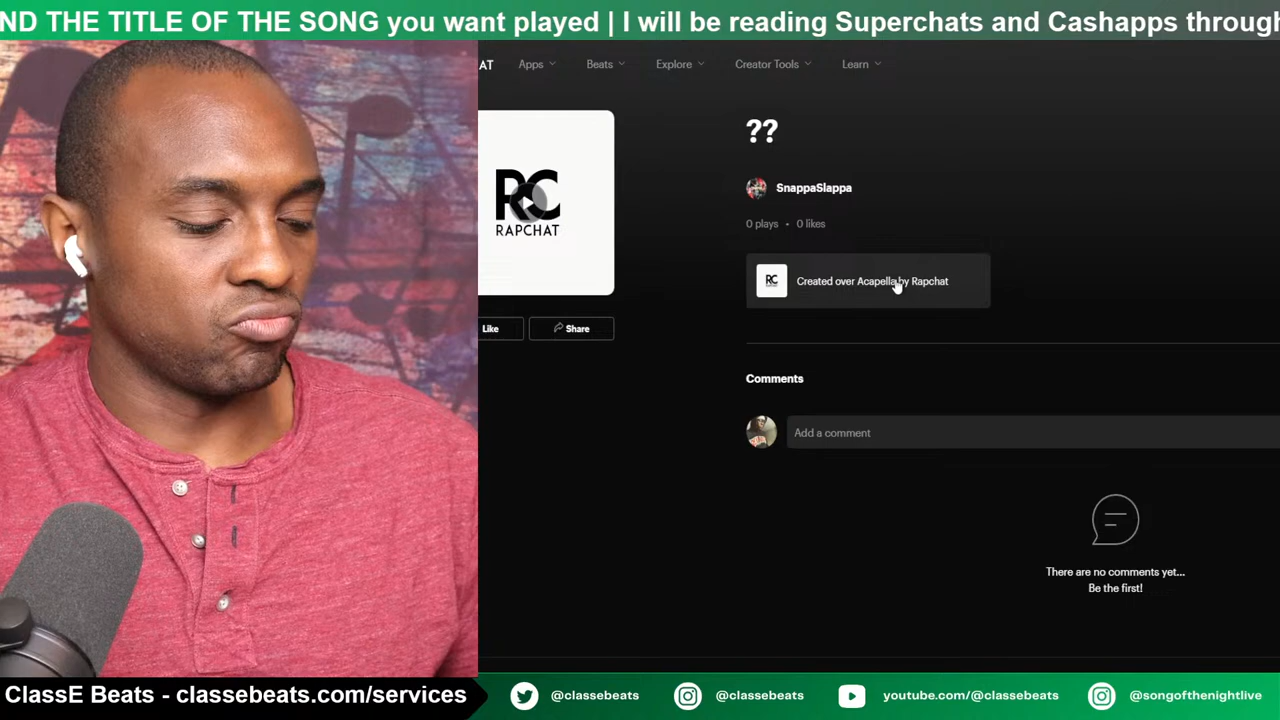 ND THE TITLE OF THE SONG you want played | I will be reading Superchats and Cashapps through
AT Apps Beats Explore Creator Tools Learn
RC
RAPCHAT
??
SnappaSlappa
0 plays • 0 likes
RC Created over Acapella by Rapchat
Like Share
Comments
Add a comment
There are no comments yet...
Be the first!
ClassE Beats - classebeats.com/services @classebeats @classebeats youtube.com/@classebeats @songofthenightlive